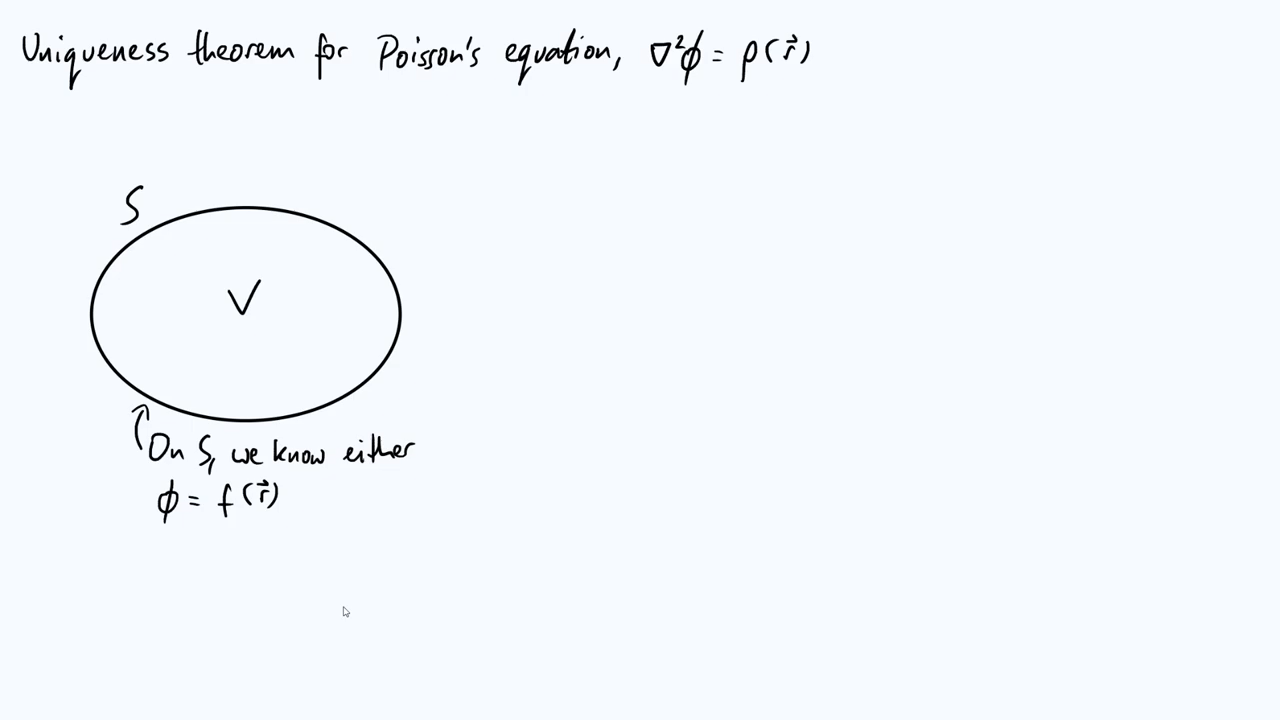 Uniqueness theorem for Poisson's equation, ∇²ϕ = ρ(r⃗)
S
V
On S, we know either
ϕ = f(r⃗)